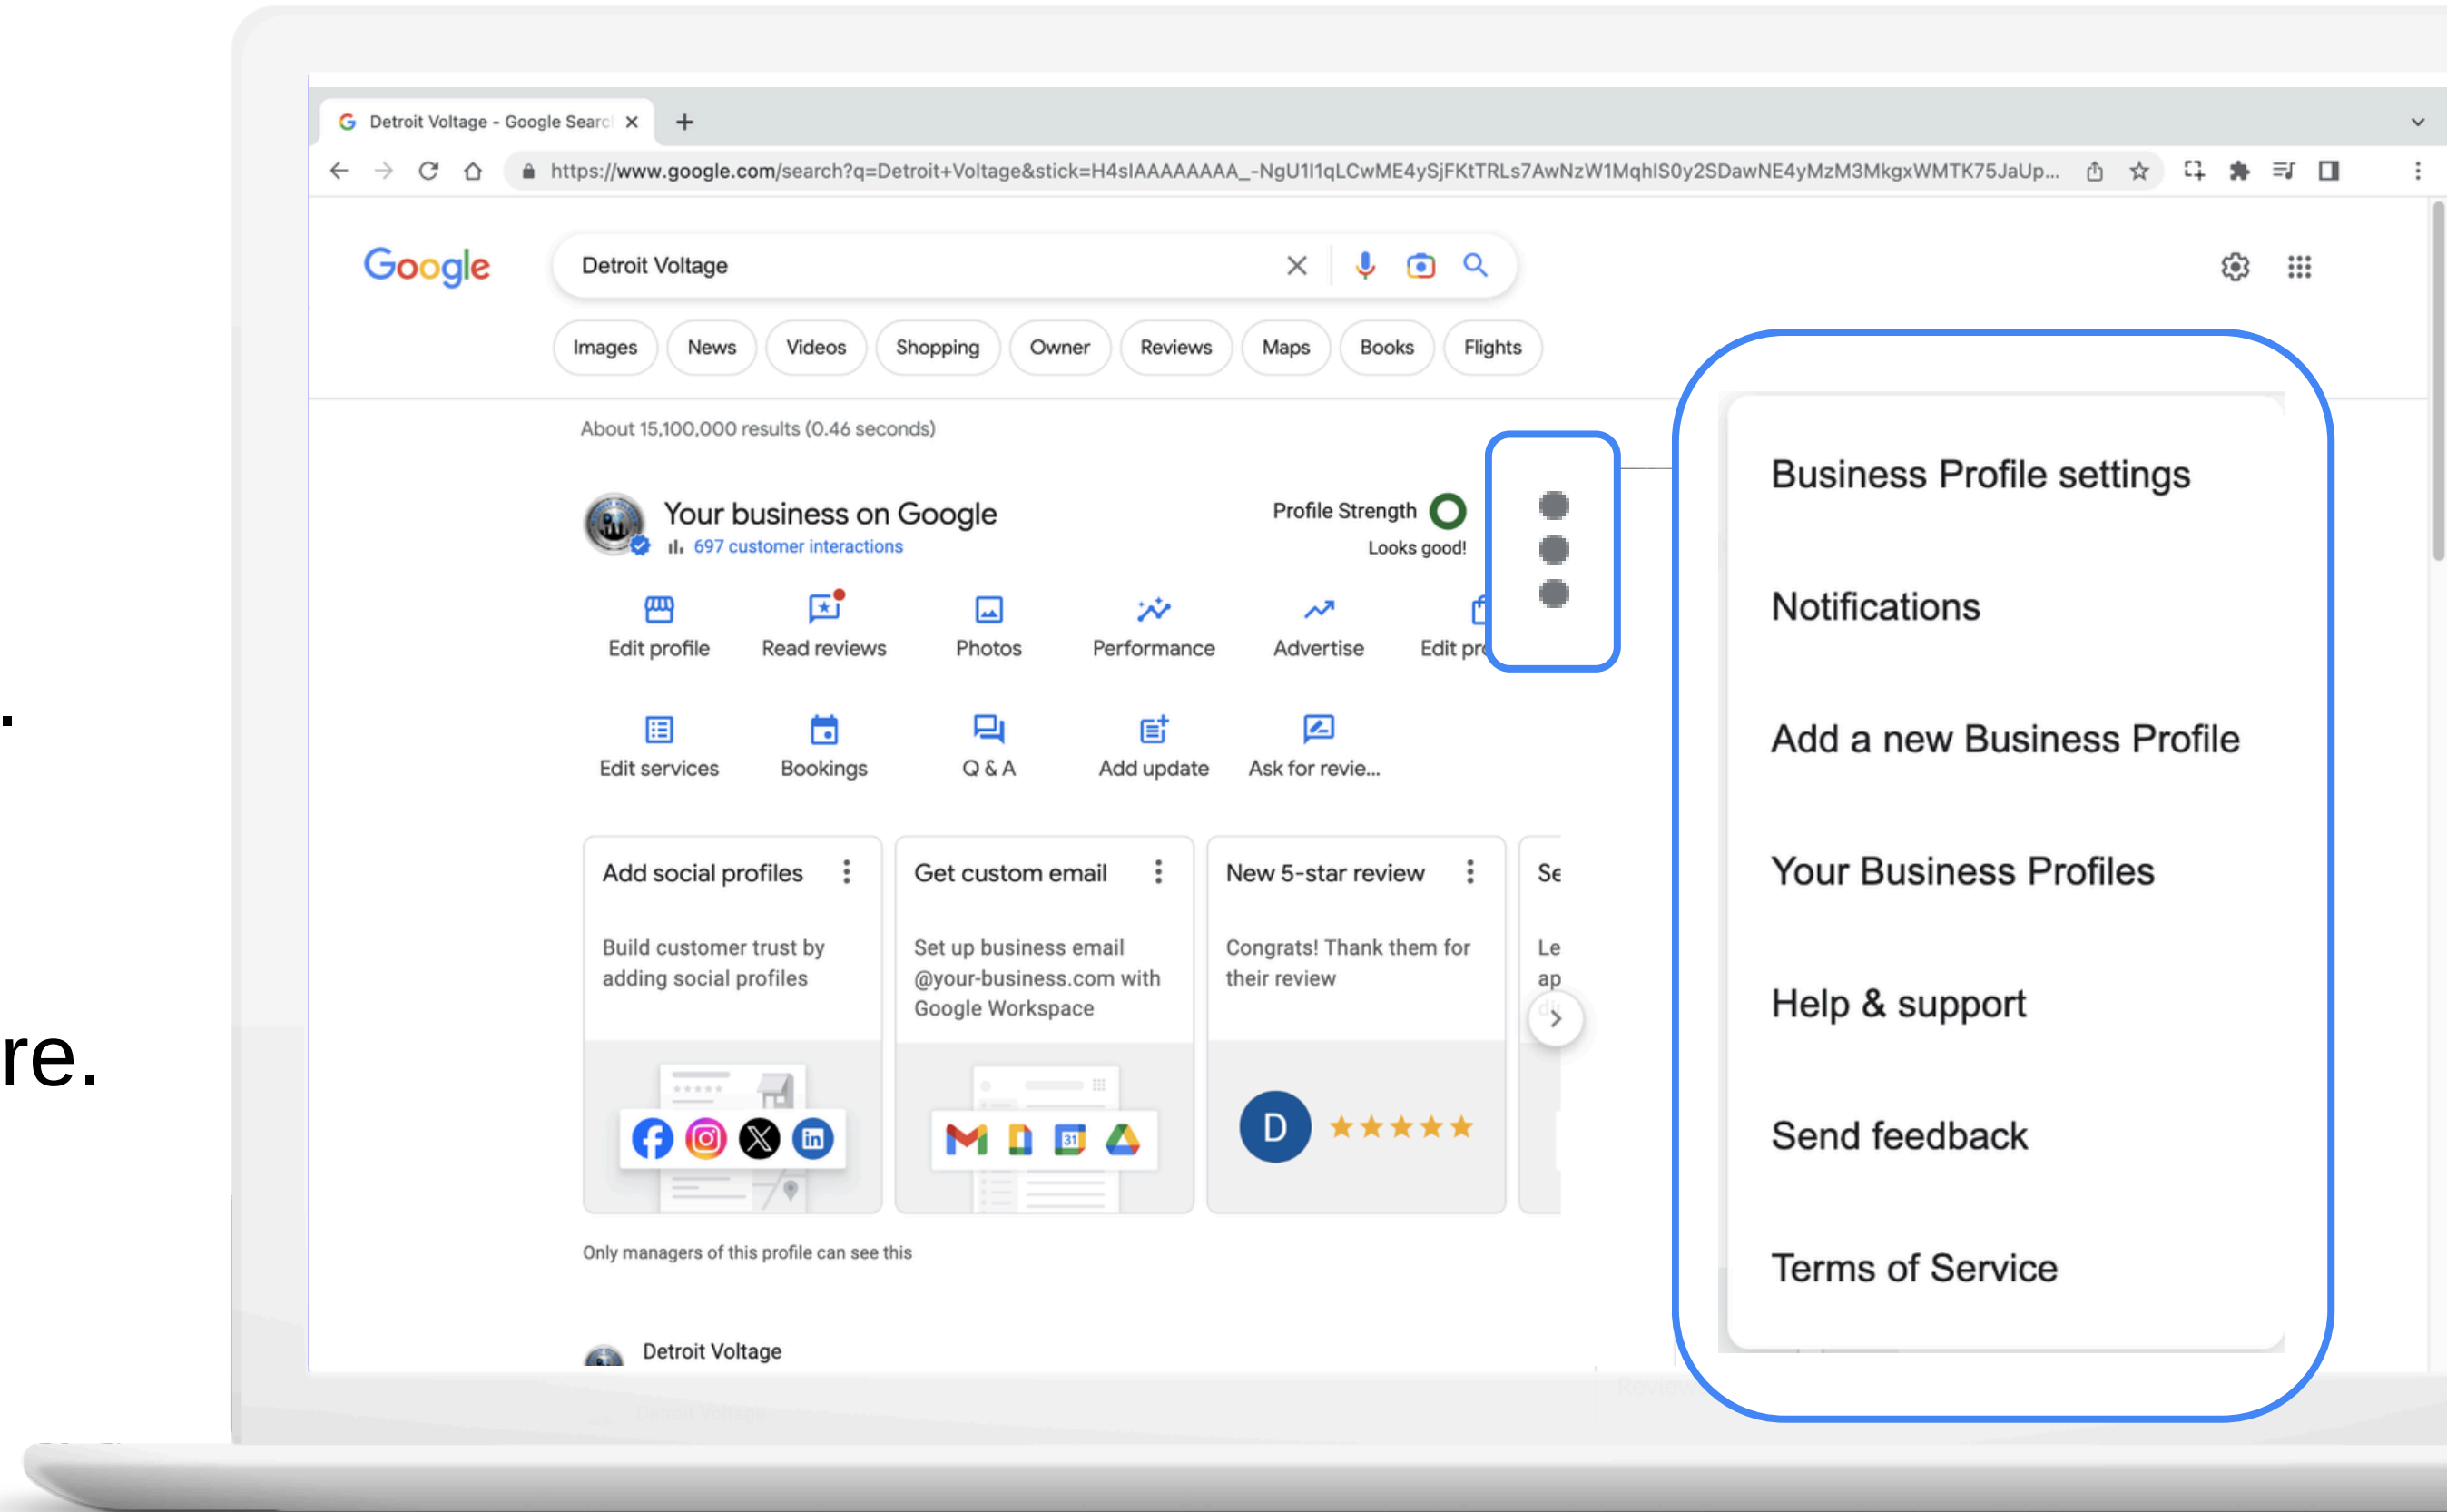 .
re.
Detroit Voltage - Google Searc
https://www.google.com/search?q=Detroit+Voltage&stick=H4sIAAAAAAAA_-NgU1I1qLCwME4ySjFKtTRLs7AwNzW1MqhIS0y2SDawNE4yMzM3MkgxWMTK75JaUp...
Google
Detroit Voltage
Images News Videos Shopping Owner Reviews Maps Books Flights
About 15,100,000 results (0.46 seconds)
Your business on Google
697 customer interactions
Profile Strength
Looks good!
Edit profile Read reviews Photos Performance Advertise Edit pro
Edit services Bookings Q & A Add update Ask for revie...
Add social profiles
Build customer trust by
adding social profiles
Get custom email
Set up business email
@your-business.com with
Google Workspace
31
New 5-star review
Congrats! Thank them for
their review
D
Se
Le
ap
Only managers of this profile can see this
Detroit Voltage
Business Profile settings
Notifications
Add a new Business Profile
Your Business Profiles
Help & support
Send feedback
Terms of Service